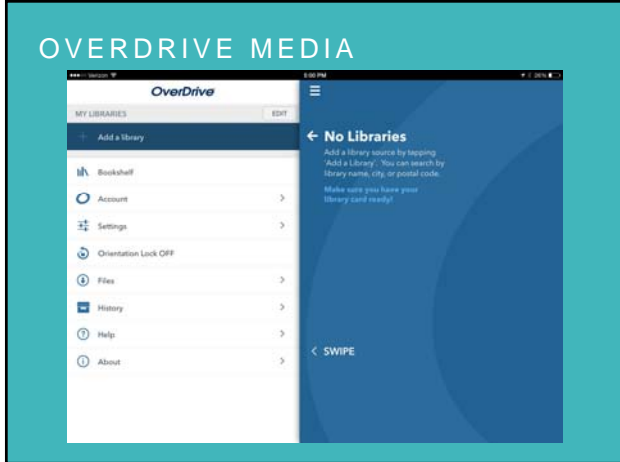 OVERDRIVE MEDIA
Verizon
5:00 PM
26%
OverDrive
MY LIBRARIES
EDIT
+ Add a library
Bookshelf
Account
Settings
Orientation Lock OFF
Files
History
Help
About
No Libraries
Add a library source by tapping
'Add a Library'. You can search by
library name, city, or postal code.
Make sure you have your
library card ready!
SWIPE